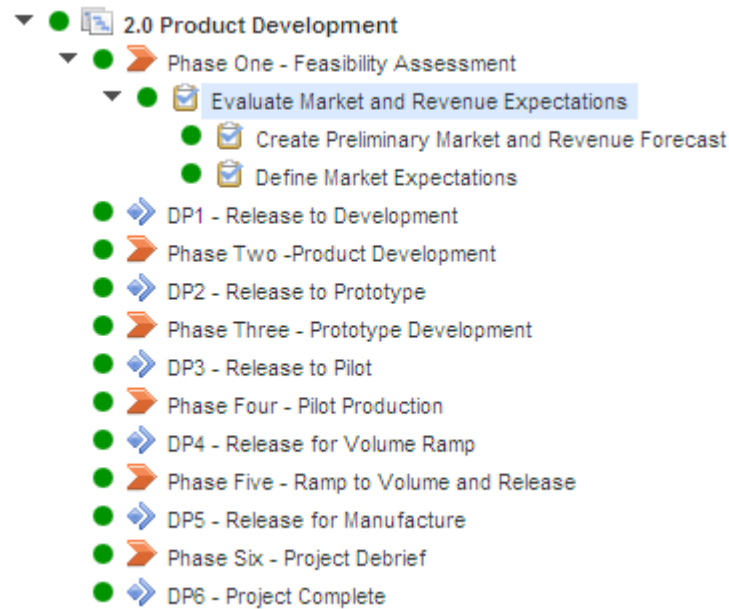 2.0 Product Development
Phase One - Feasibility Assessment
Evaluate Market and Revenue Expectations
Create Preliminary Market and Revenue Forecast
Define Market Expectations
DP1 - Release to Development
Phase Two -Product Development
DP2 - Release to Prototype
Phase Three - Prototype Development
DP3 - Release to Pilot
Phase Four - Pilot Production
DP4 - Release for Volume Ramp
Phase Five - Ramp to Volume and Release
DP5 - Release for Manufacture
Phase Six - Project Debrief
DP6 - Project Complete